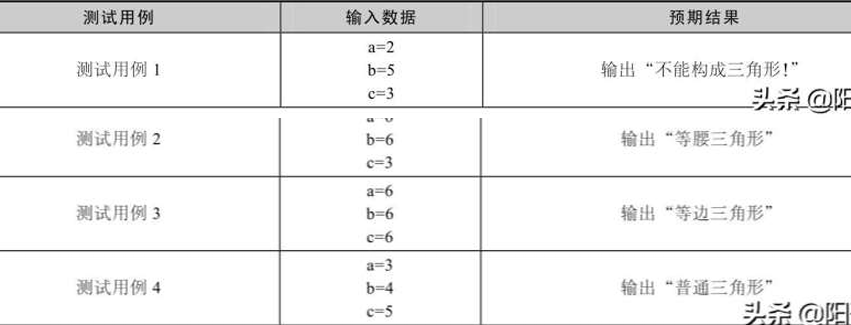 测试用例 输入数据 预期结果
a=2
测试用例 1 b=5 输出“不能构成三角形!”
c=3
头条 @阳
测试用例 2 b=6 输出“等腰三角形”
c=3
a=6
测试用例 3 b=6 输出“等边三角形”
c=6
a=3
测试用例 4 b=4 输出“普通三角形”
c=5
头条 @阳